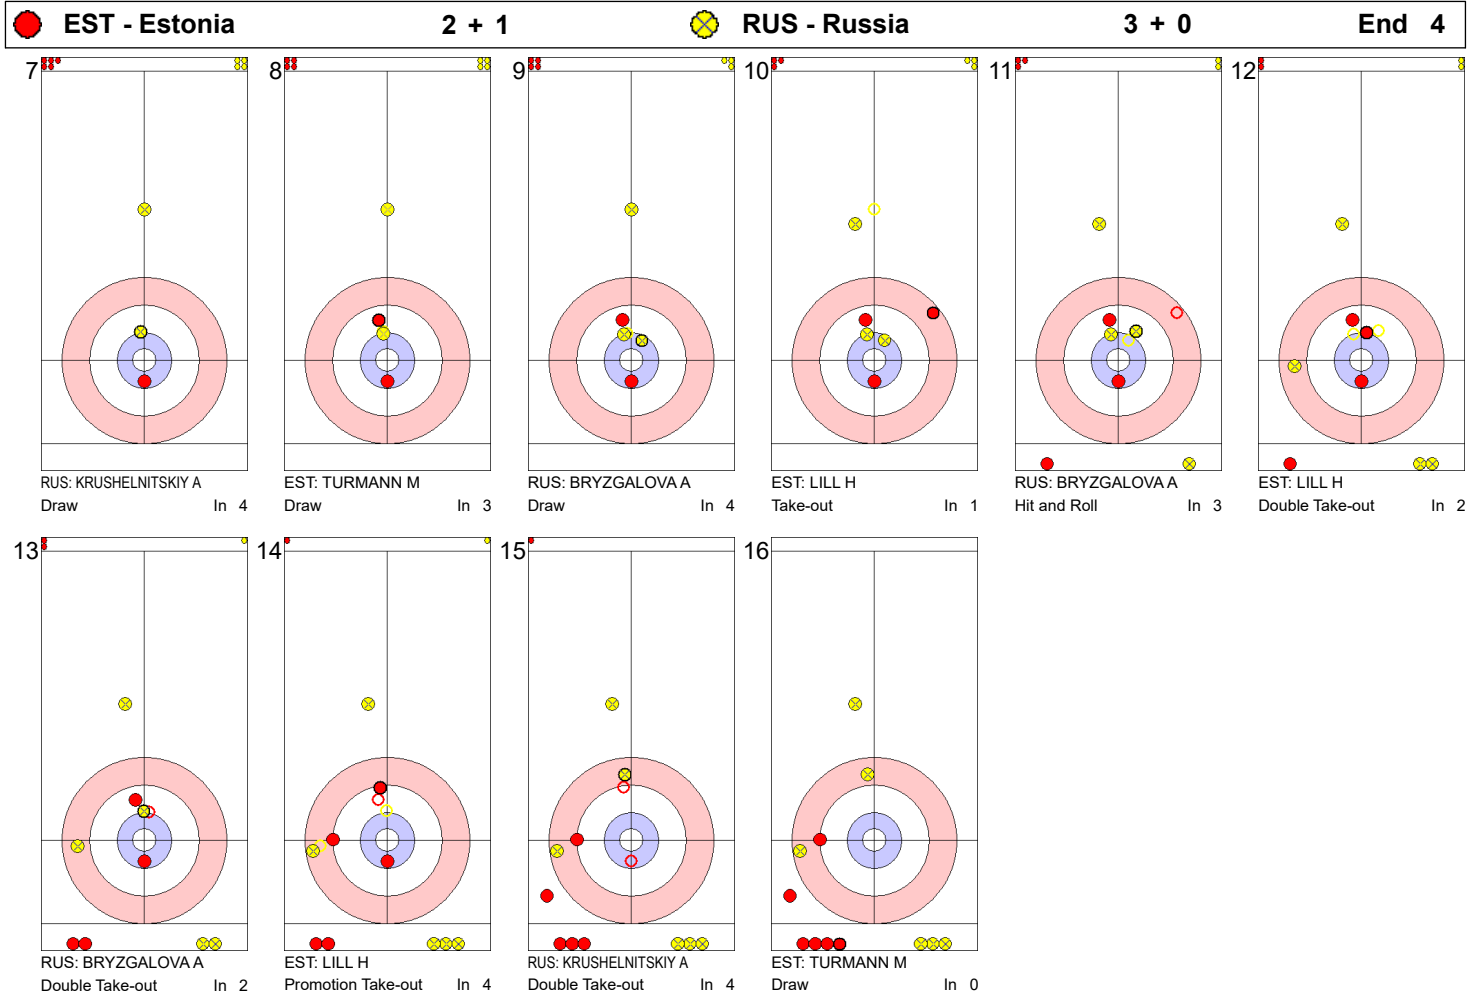 EST - Estonia 2 + 1 RUS - Russia 3 + 0 End 4
7 8 9 10 11 12
RUS: KRUSHELNITSKIY A EST: TURMANN M RUS: BRYZGALOVA A EST: LILL H RUS: BRYZGALOVA A EST: LILL H
Draw In 4 Draw In 3 Draw In 4 Take-out In 1 Hit and Roll In 3 Double Take-out In 2
13 14 15 16
RUS: BRYZGALOVA A EST: LILL H RUS: KRUSHELNITSKIY A EST: TURMANN M
Double Take-out In 2 Promotion Take-out In 4 Double Take-out In 4 Draw In 0